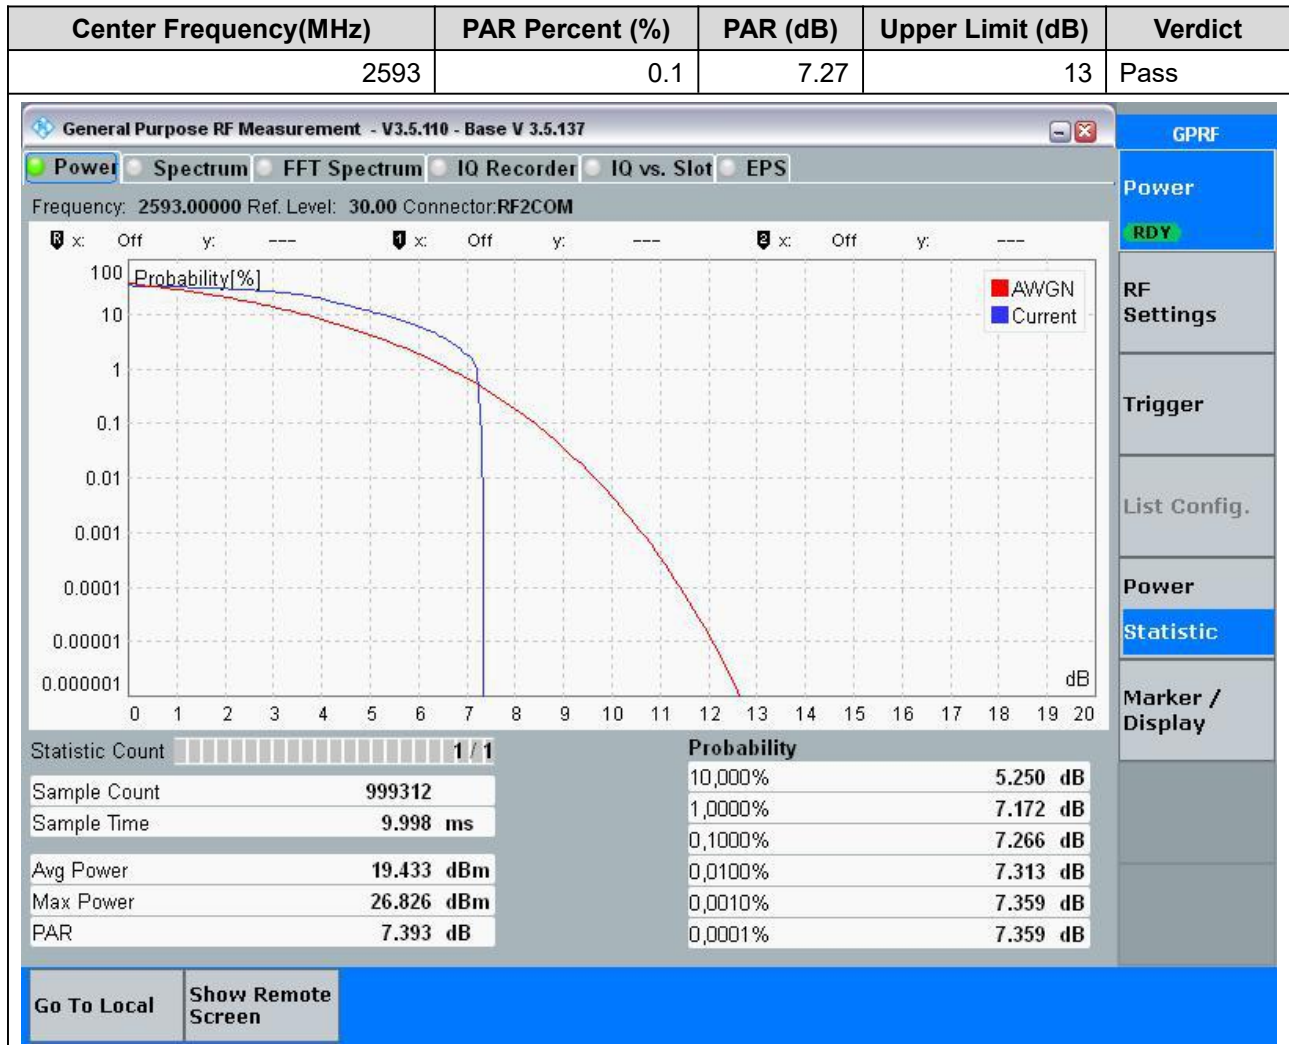 Center Frequency(MHz) PAR Percent (%) PAR (dB) Upper Limit (dB) Verdict
2593 0.1 7.27 13 Pass
General Purpose RF Measurement - V3.5.110 - Base V 3.5.137
GPRF
Power Spectrum FFT Spectrum IQ Recorder IQ vs. Slot EPS
Frequency: 2593.00000 Ref. Level: 30.00 Connector:RF2COM
R x: Off y: --- 1 x: Off y: --- 2 x: Off y: ---
Probability[%]
AWGN
Current
100
10
1
0.1
0.01
0.001
0.0001
0.00001
0.000001
dB
0 1 2 3 4 5 6 7 8 9 10 11 12 13 14 15 16 17 18 19 20
Statistic Count 1 / 1
Sample Count 999312
Sample Time 9.998 ms
Avg Power 19.433 dBm
Max Power 26.826 dBm
PAR 7.393 dB
Probability
10,000% 5.250 dB
1,0000% 7.172 dB
0,1000% 7.266 dB
0,0100% 7.313 dB
0,0010% 7.359 dB
0,0001% 7.359 dB
Power
RDY
RF
Settings
Trigger
List Config.
Power
Statistic
Marker /
Display
Go To Local
Show Remote
Screen